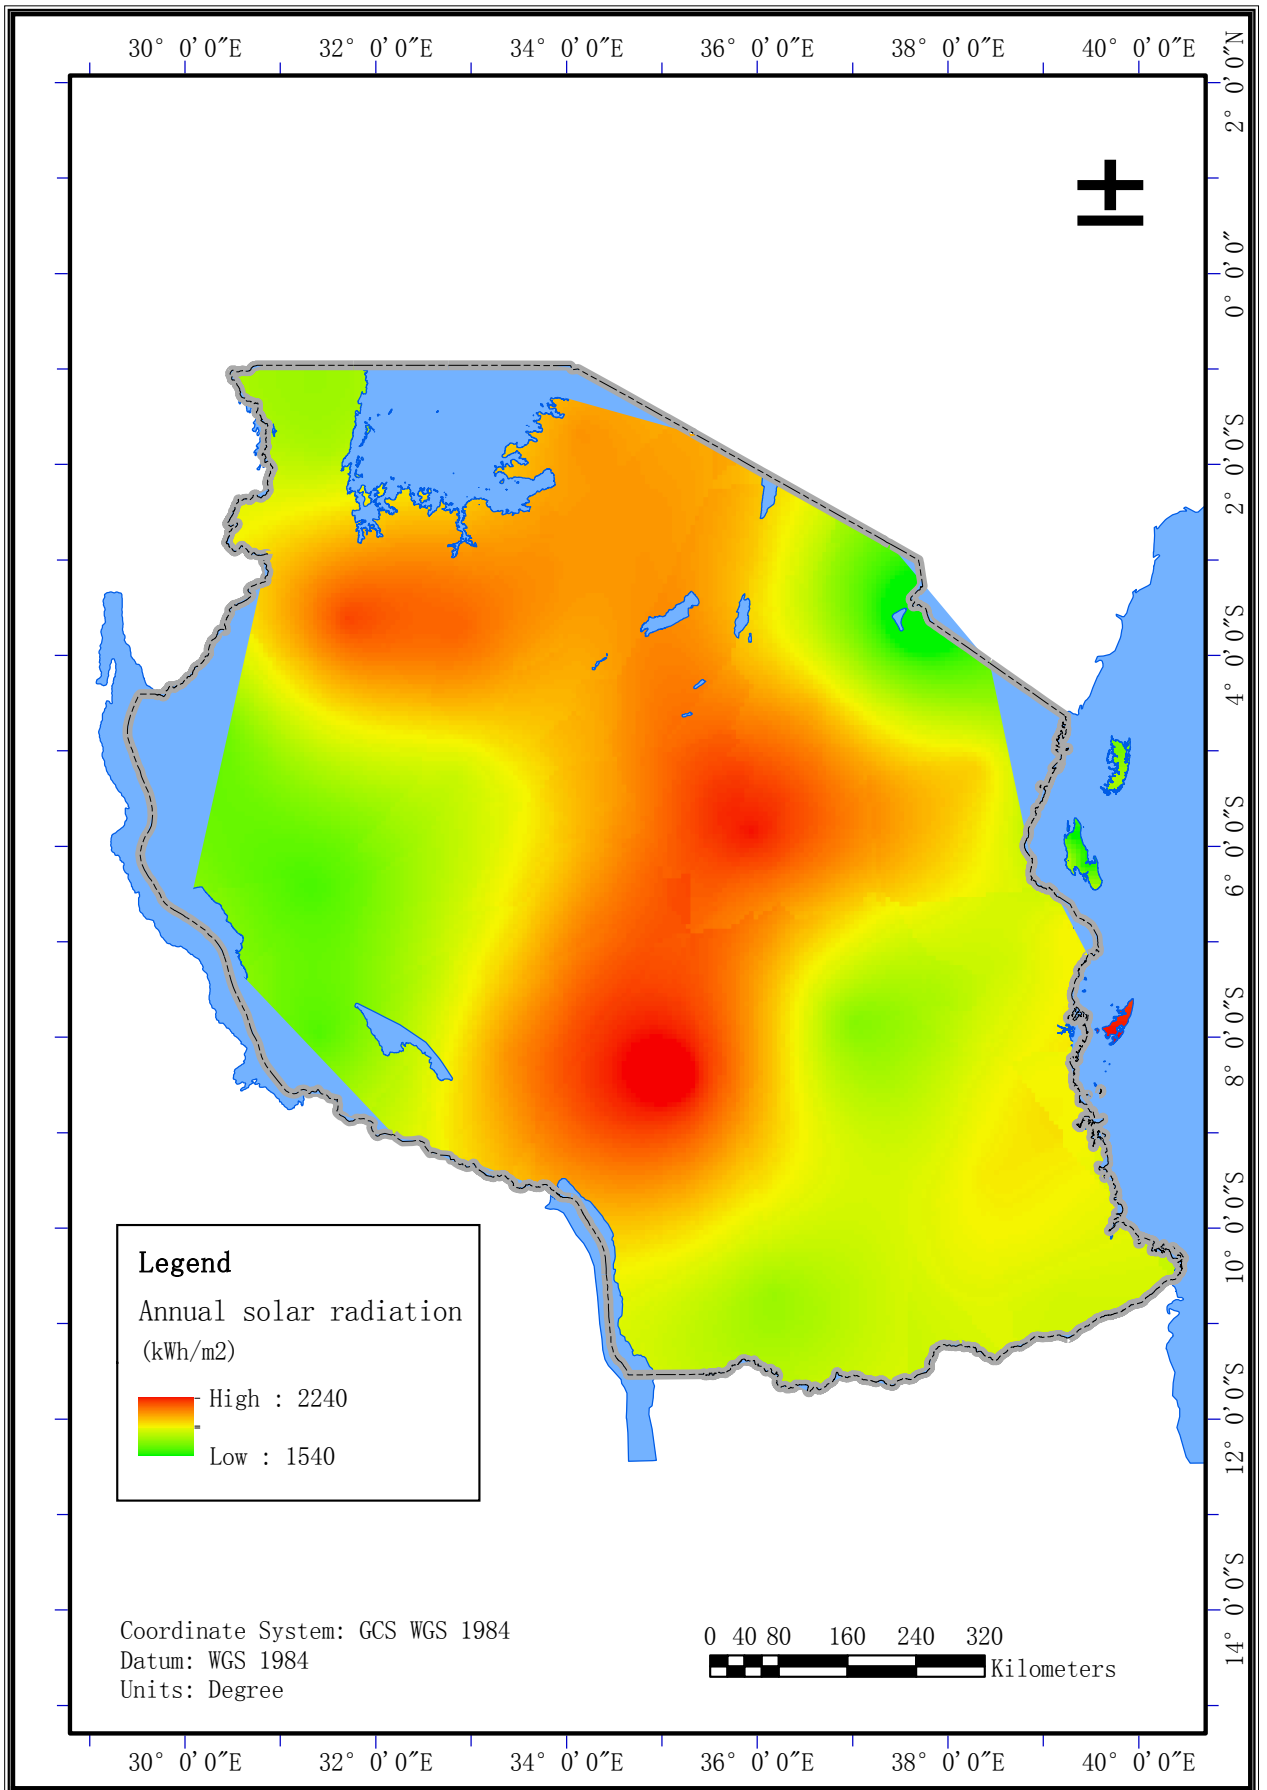 30° 0'0"E 32° 0'0"E 34° 0'0"E 36° 0'0"E 38° 0'0"E 40° 0'0"E
2° 0'0"N
0° 0'0"
2° 0'0"S
4° 0'0"S
6° 0'0"S
8° 0'0"S
10° 0'0"S
12° 0'0"S
14° 0'0"S
±
Legend
Annual solar radiation
(kWh/m2)
High : 2240
Low : 1540
Coordinate System: GCS WGS 1984
Datum: WGS 1984
Units: Degree
0 40 80 160 240 320
Kilometers
30° 0'0"E 32° 0'0"E 34° 0'0"E 36° 0'0"E 38° 0'0"E 40° 0'0"E